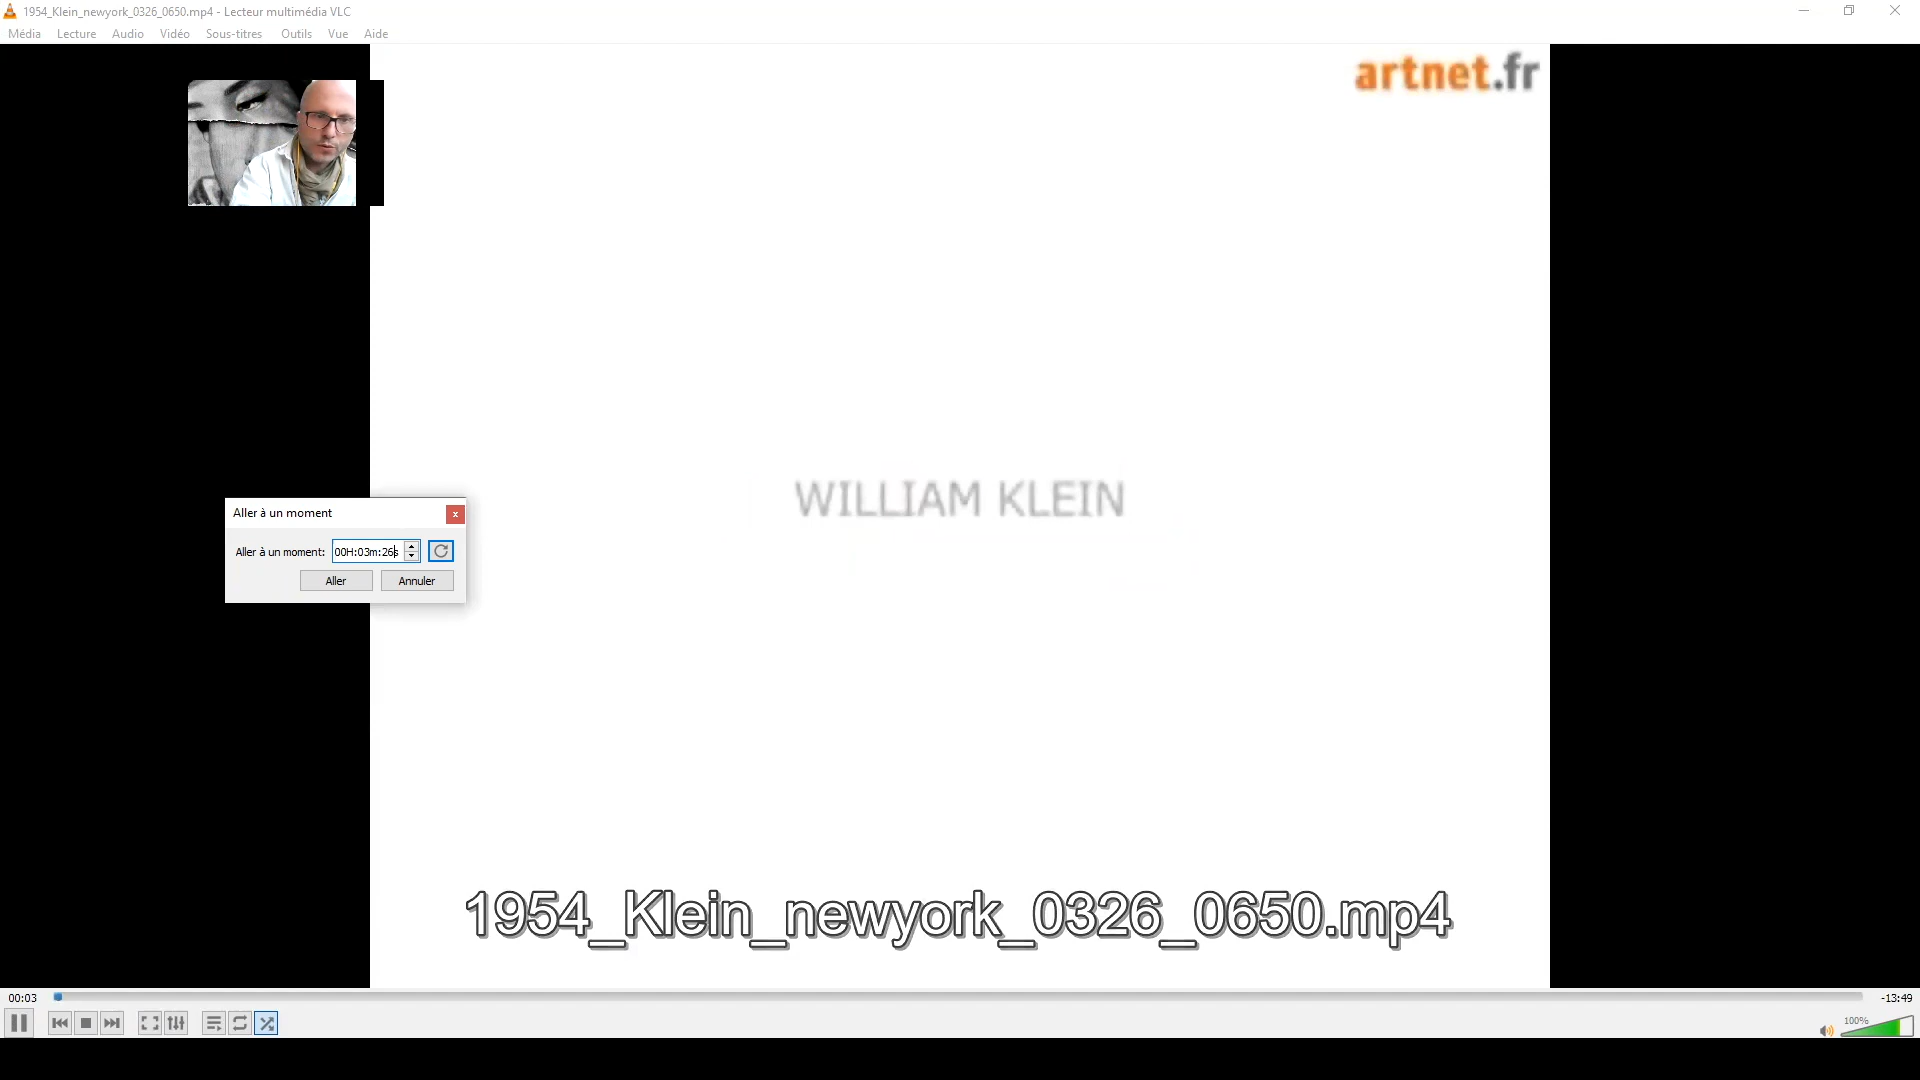 1954_Klein_newyork_0326_0650.mp4 - Lecteur multimédia VLC
Média Lecture Audio Vidéo Sous-titres Outils Vue Aide
artnet.fr
WILLIAM KLEIN
Aller à un moment
x
Aller à un moment: 00H:03m:26s
Aller Annuler
1954_Klein_newyork_0326_0650.mp4
00:03 -13:49
100%